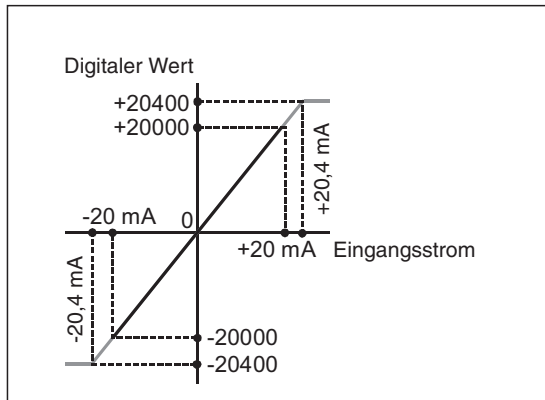 Digitaler Wert
+20400
+20000
+20,4 mA
-20 mA
0
+20 mA
Eingangsstrom
-20,4 mA
-20000
-20400